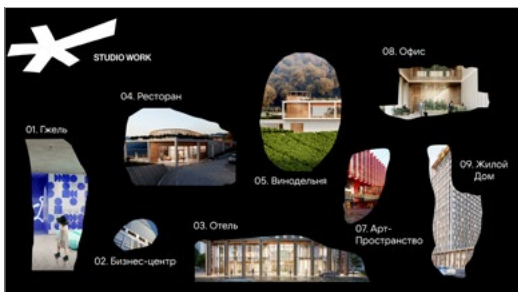 STUDIO WORK
01. Гжель
02. Бизнес-центр
03. Отель
04. Ресторан
05. Винодельня
07. Арт-
Пространство
08. Офис
09. Жилой
Дом